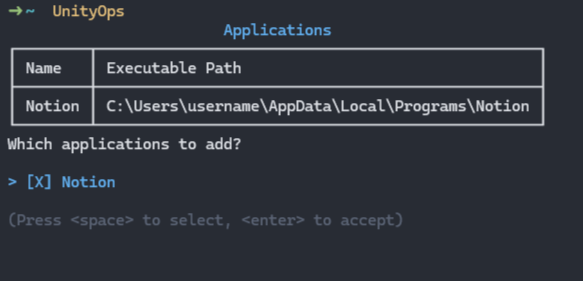 →~ UnityOps
Applications
Name Executable Path
Notion C:\Users\username\AppData\Local\Programs\Notion
Which applications to add?
> [X] Notion
(Press <space> to select, <enter> to accept)